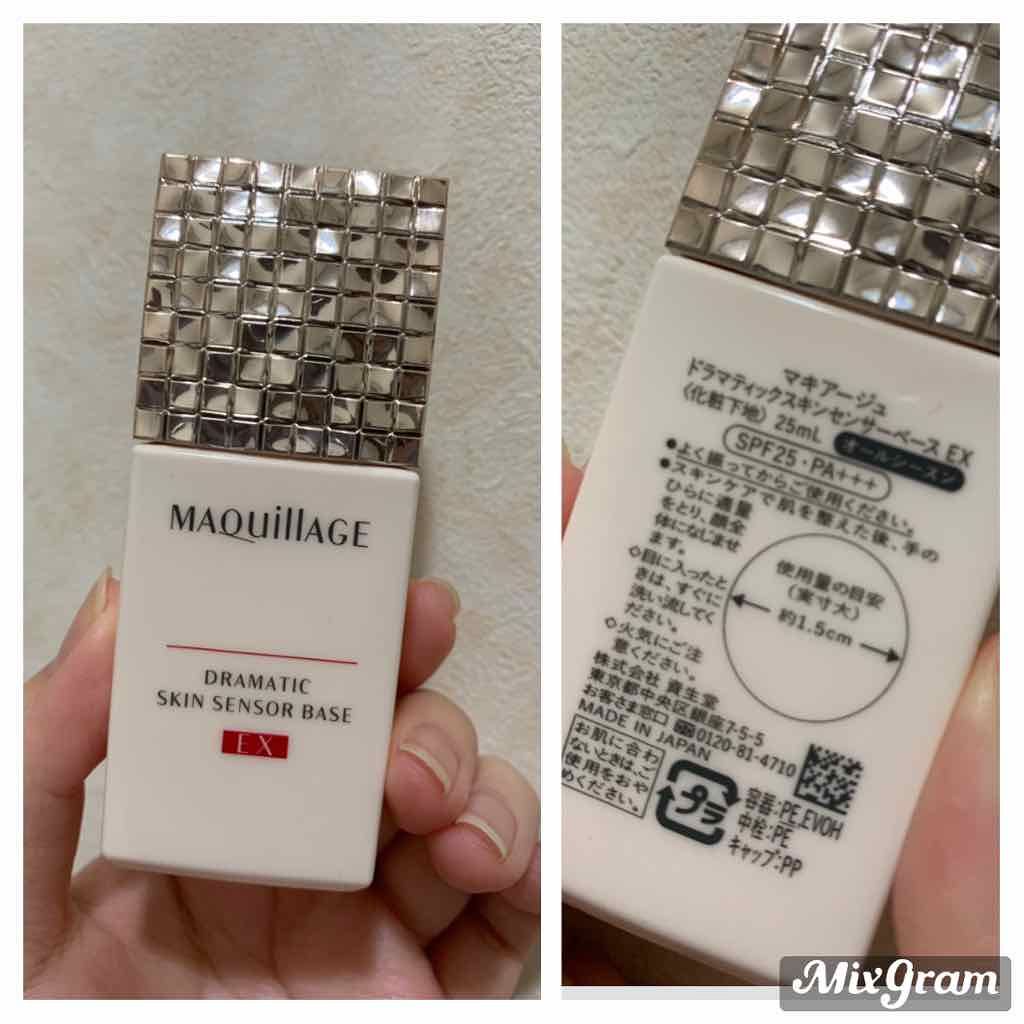 MAQuillAGE
DRAMATIC
SKIN SENSOR BASE
EX
マキアージュ
ドラマティックスキンセンサーベース EX
(化粧下地) 25mL オールシーズン
SPF25・PA+++
●よく振ってからご使用ください。
●スキンケアで肌を整えた後、手の
ひらに適量
をとり、顔全
体になじませ
ます。
◇目に入ったと
きは、すぐに
洗い流してく
ださい。
◇火気にご注
意ください。
使用量の目安
(実寸大)
約1.5cm
株式会社 資生堂
東京都中央区銀座7-5-5
お客さま窓口 0120-81-4710
MADE IN JAPAN
お肌に合わ
ないときは、ご
使用をおや
めください。
プラ
容器:PE,EVOH
中栓:PE
キャップ:PP
MixGram